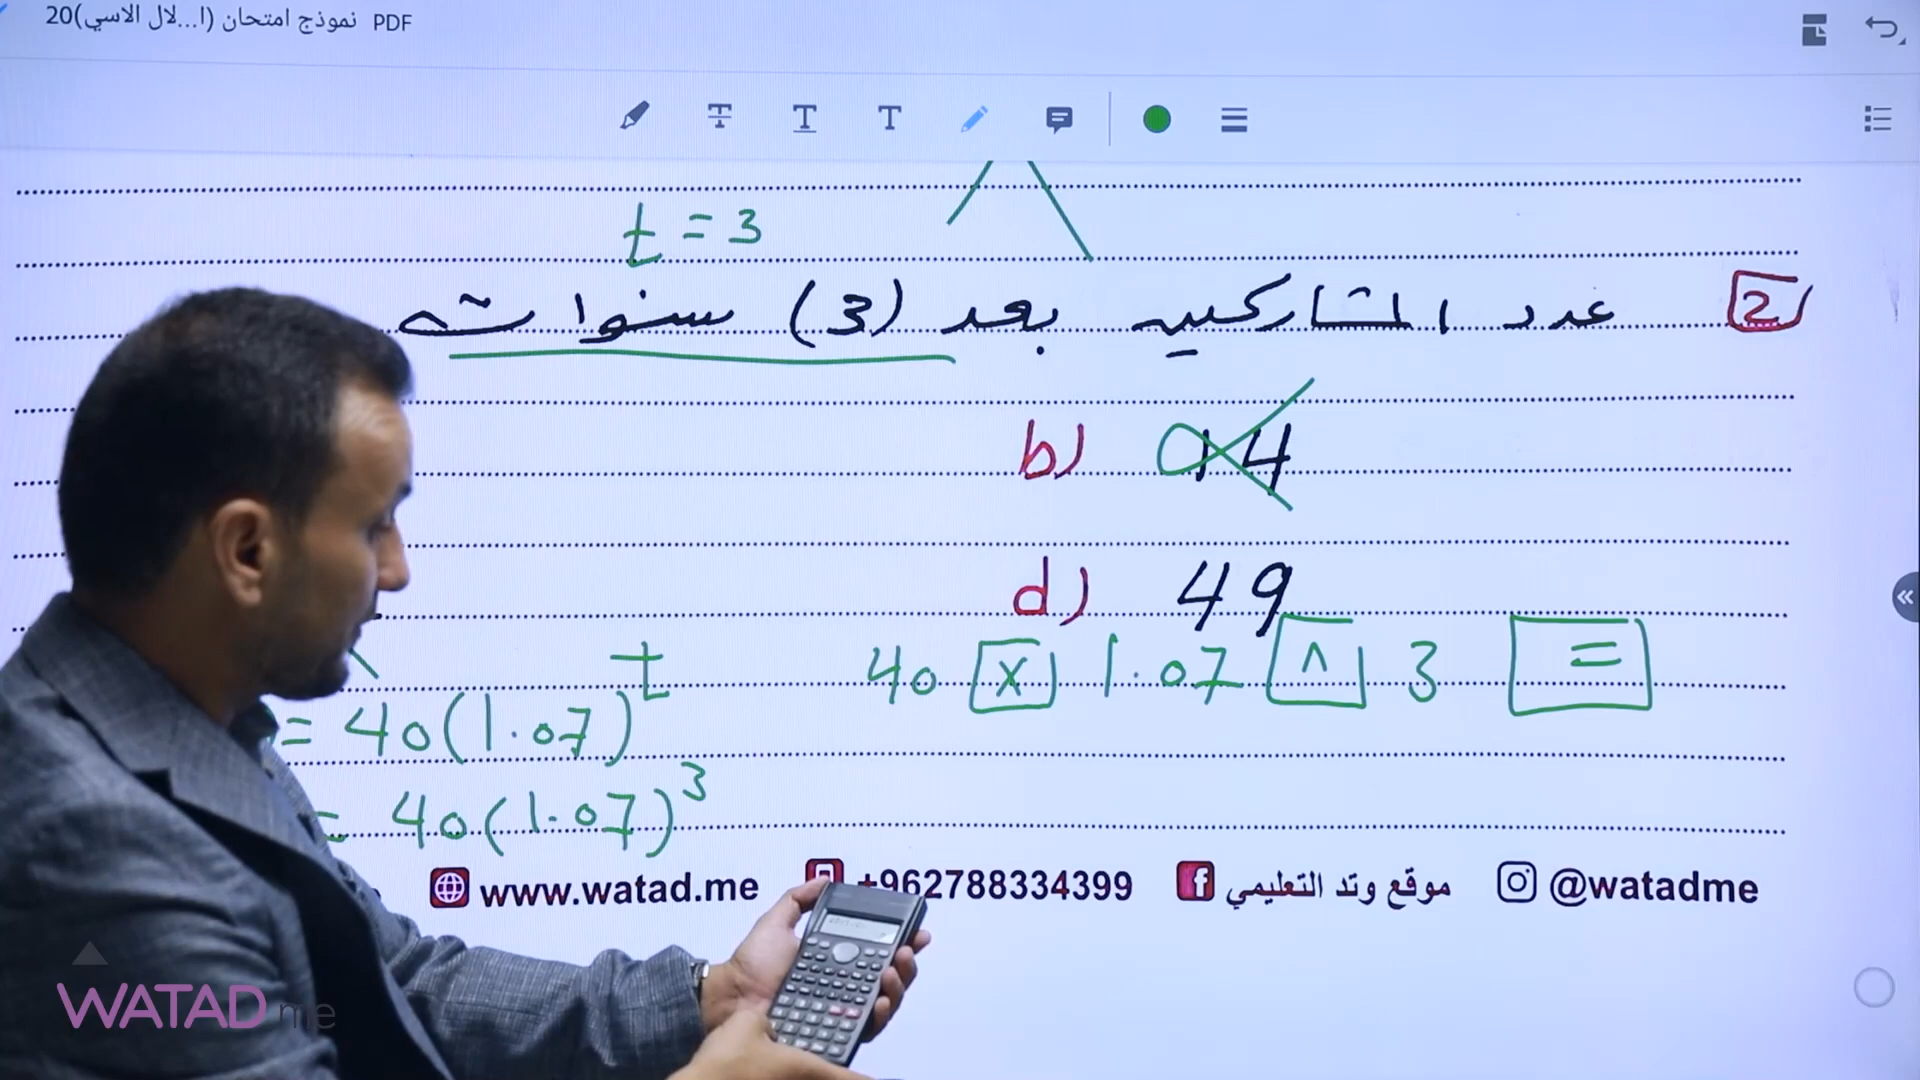 نموذج امتحان (ا...لال الاسي)20 PDF
t = 3
2 عدد المشاركين بعد (3) سنوات
b) 14
d) 49
40 x 1.07 ^ 3 =
= 40(1.07)^t
= 40(1.07)^3
www.watad.me +962788334399 موقع وتد التعليمي @watadme
WATAD me